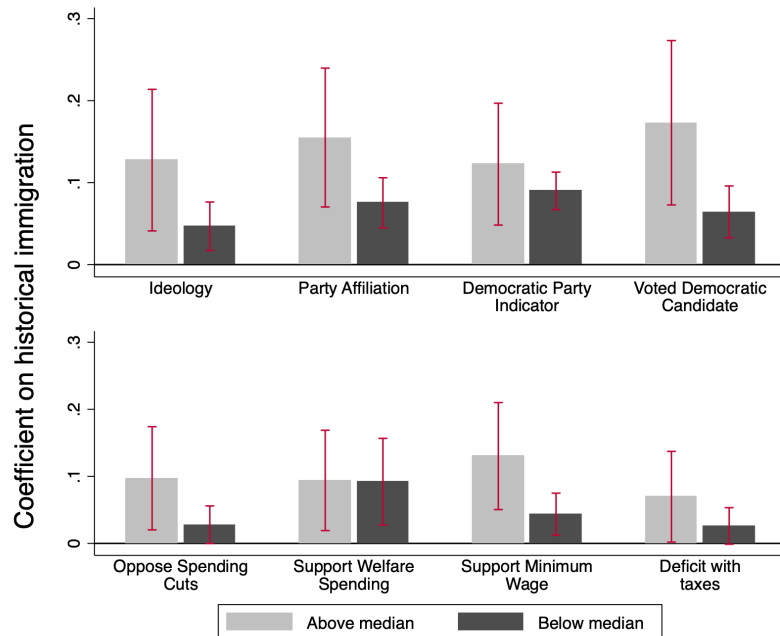 Coefficient on historical immigration
.3
.2
.1
0
Ideology
Party Affiliation
Democratic Party
Indicator
Voted Democratic
Candidate
.3
.2
.1
0
Oppose Spending
Cuts
Support Welfare
Spending
Support Minimum
Wage
Deficit with
taxes
Above median
Below median